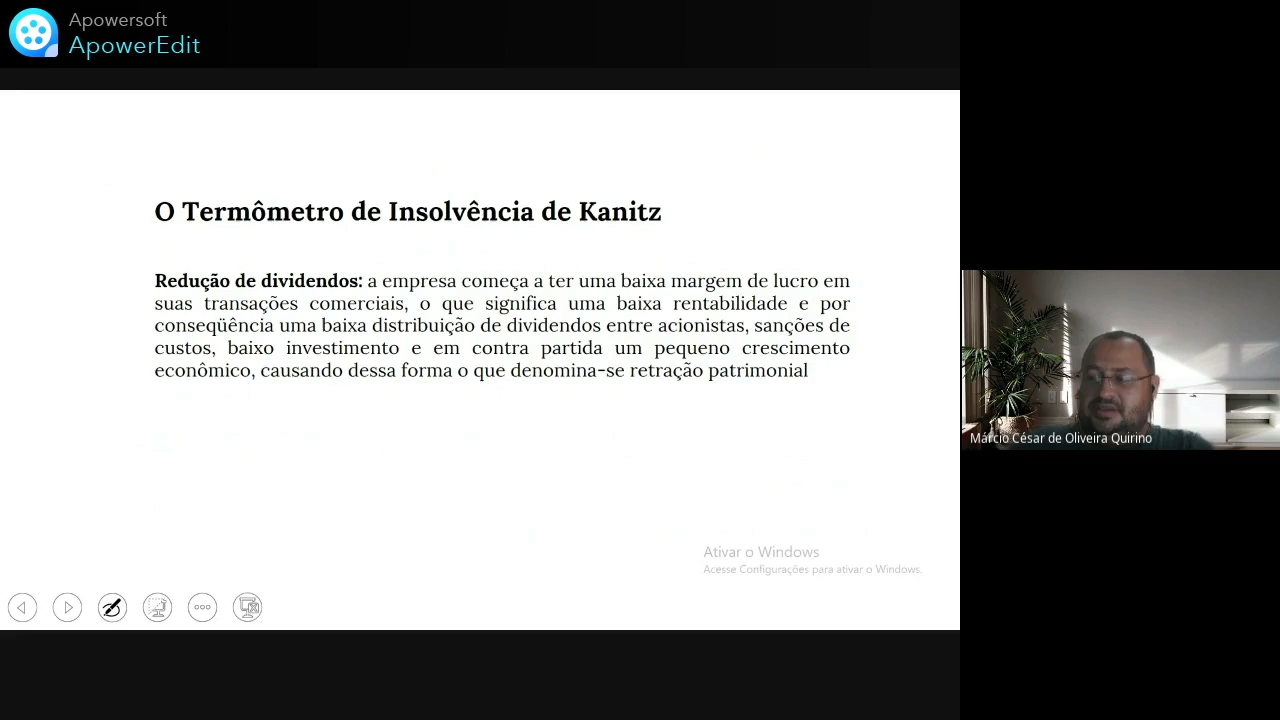 Apowersoft
ApowerEdit
O Termômetro de Insolvência de Kanitz
Redução de dividendos: a empresa começa a ter uma baixa margem de lucro em
suas transações comerciais, o que significa uma baixa rentabilidade e por
conseqüência uma baixa distribuição de dividendos entre acionistas, sanções de
custos, baixo investimento e em contra partida um pequeno crescimento
econômico, causando dessa forma o que denomina-se retração patrimonial
Márcio César de Oliveira Quirino
Ativar o Windows
Acesse Configurações para ativar o Windows.